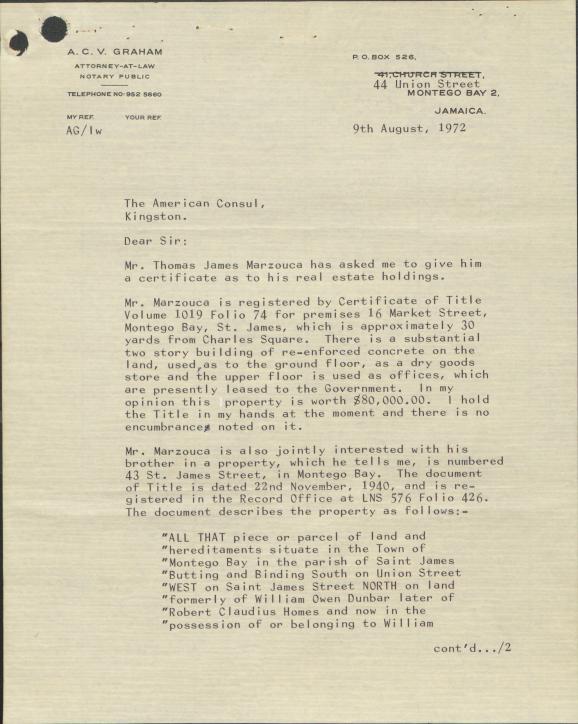 A. C. V. GRAHAM
ATTORNEY-AT-LAW
NOTARY PUBLIC
TELEPHONE NO: 952 5660
MY REF. YOUR REF.
AG/lw
P. O. BOX 526,
41, CHURCH STREET,
44 Union Street
MONTEGO BAY 2,
JAMAICA.
9th August, 1972
The American Consul,
Kingston.
Dear Sir:
Mr. Thomas James Marzouca has asked me to give him
a certificate as to his real estate holdings.
Mr. Marzouca is registered by Certificate of Title
Volume 1019 Folio 74 for premises 16 Market Street,
Montego Bay, St. James, which is approximately 30
yards from Charles Square. There is a substantial
two story building of re-enforced concrete on the
land, used, as to the ground floor, as a dry goods
store and the upper floor is used as offices, which
are presently leased to the Government. In my
opinion this property is worth $80,000.00. I hold
the Title in my hands at the moment and there is no
encumbrances noted on it.
Mr. Marzouca is also jointly interested with his
brother in a property, which he tells me, is numbered
43 St. James Street, in Montego Bay. The document
of Title is dated 22nd November, 1940, and is re-
gistered in the Record Office at LNS 576 Folio 426.
The document describes the property as follows:-
"ALL THAT piece or parcel of land and
"hereditaments situate in the Town of
"Montego Bay in the parish of Saint James
"Butting and Binding South on Union Street
"WEST on Saint James Street NORTH on land
"formerly of William Owen Dunbar later of
"Robert Claudius Homes and now in the
"possession of or belonging to William
cont'd.../2